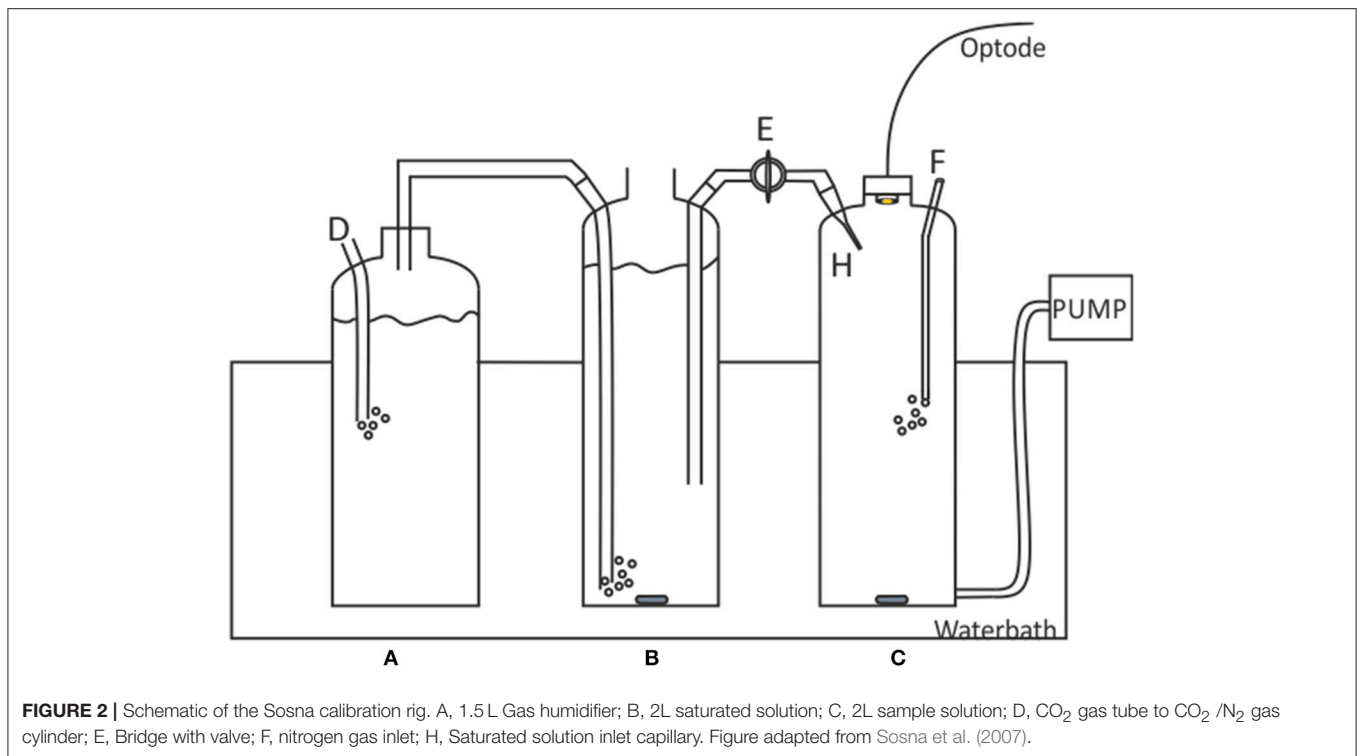 Optode
E
F
D
H
PUMP
Waterbath
A
B
C
FIGURE 2 | Schematic of the Sosna calibration rig. A, 1.5 L Gas humidifier; B, 2L saturated solution; C, 2L sample solution; D, CO2 gas tube to CO2 /N2 gas
cylinder; E, Bridge with valve; F, nitrogen gas inlet; H, Saturated solution inlet capillary. Figure adapted from Sosna et al. (2007).